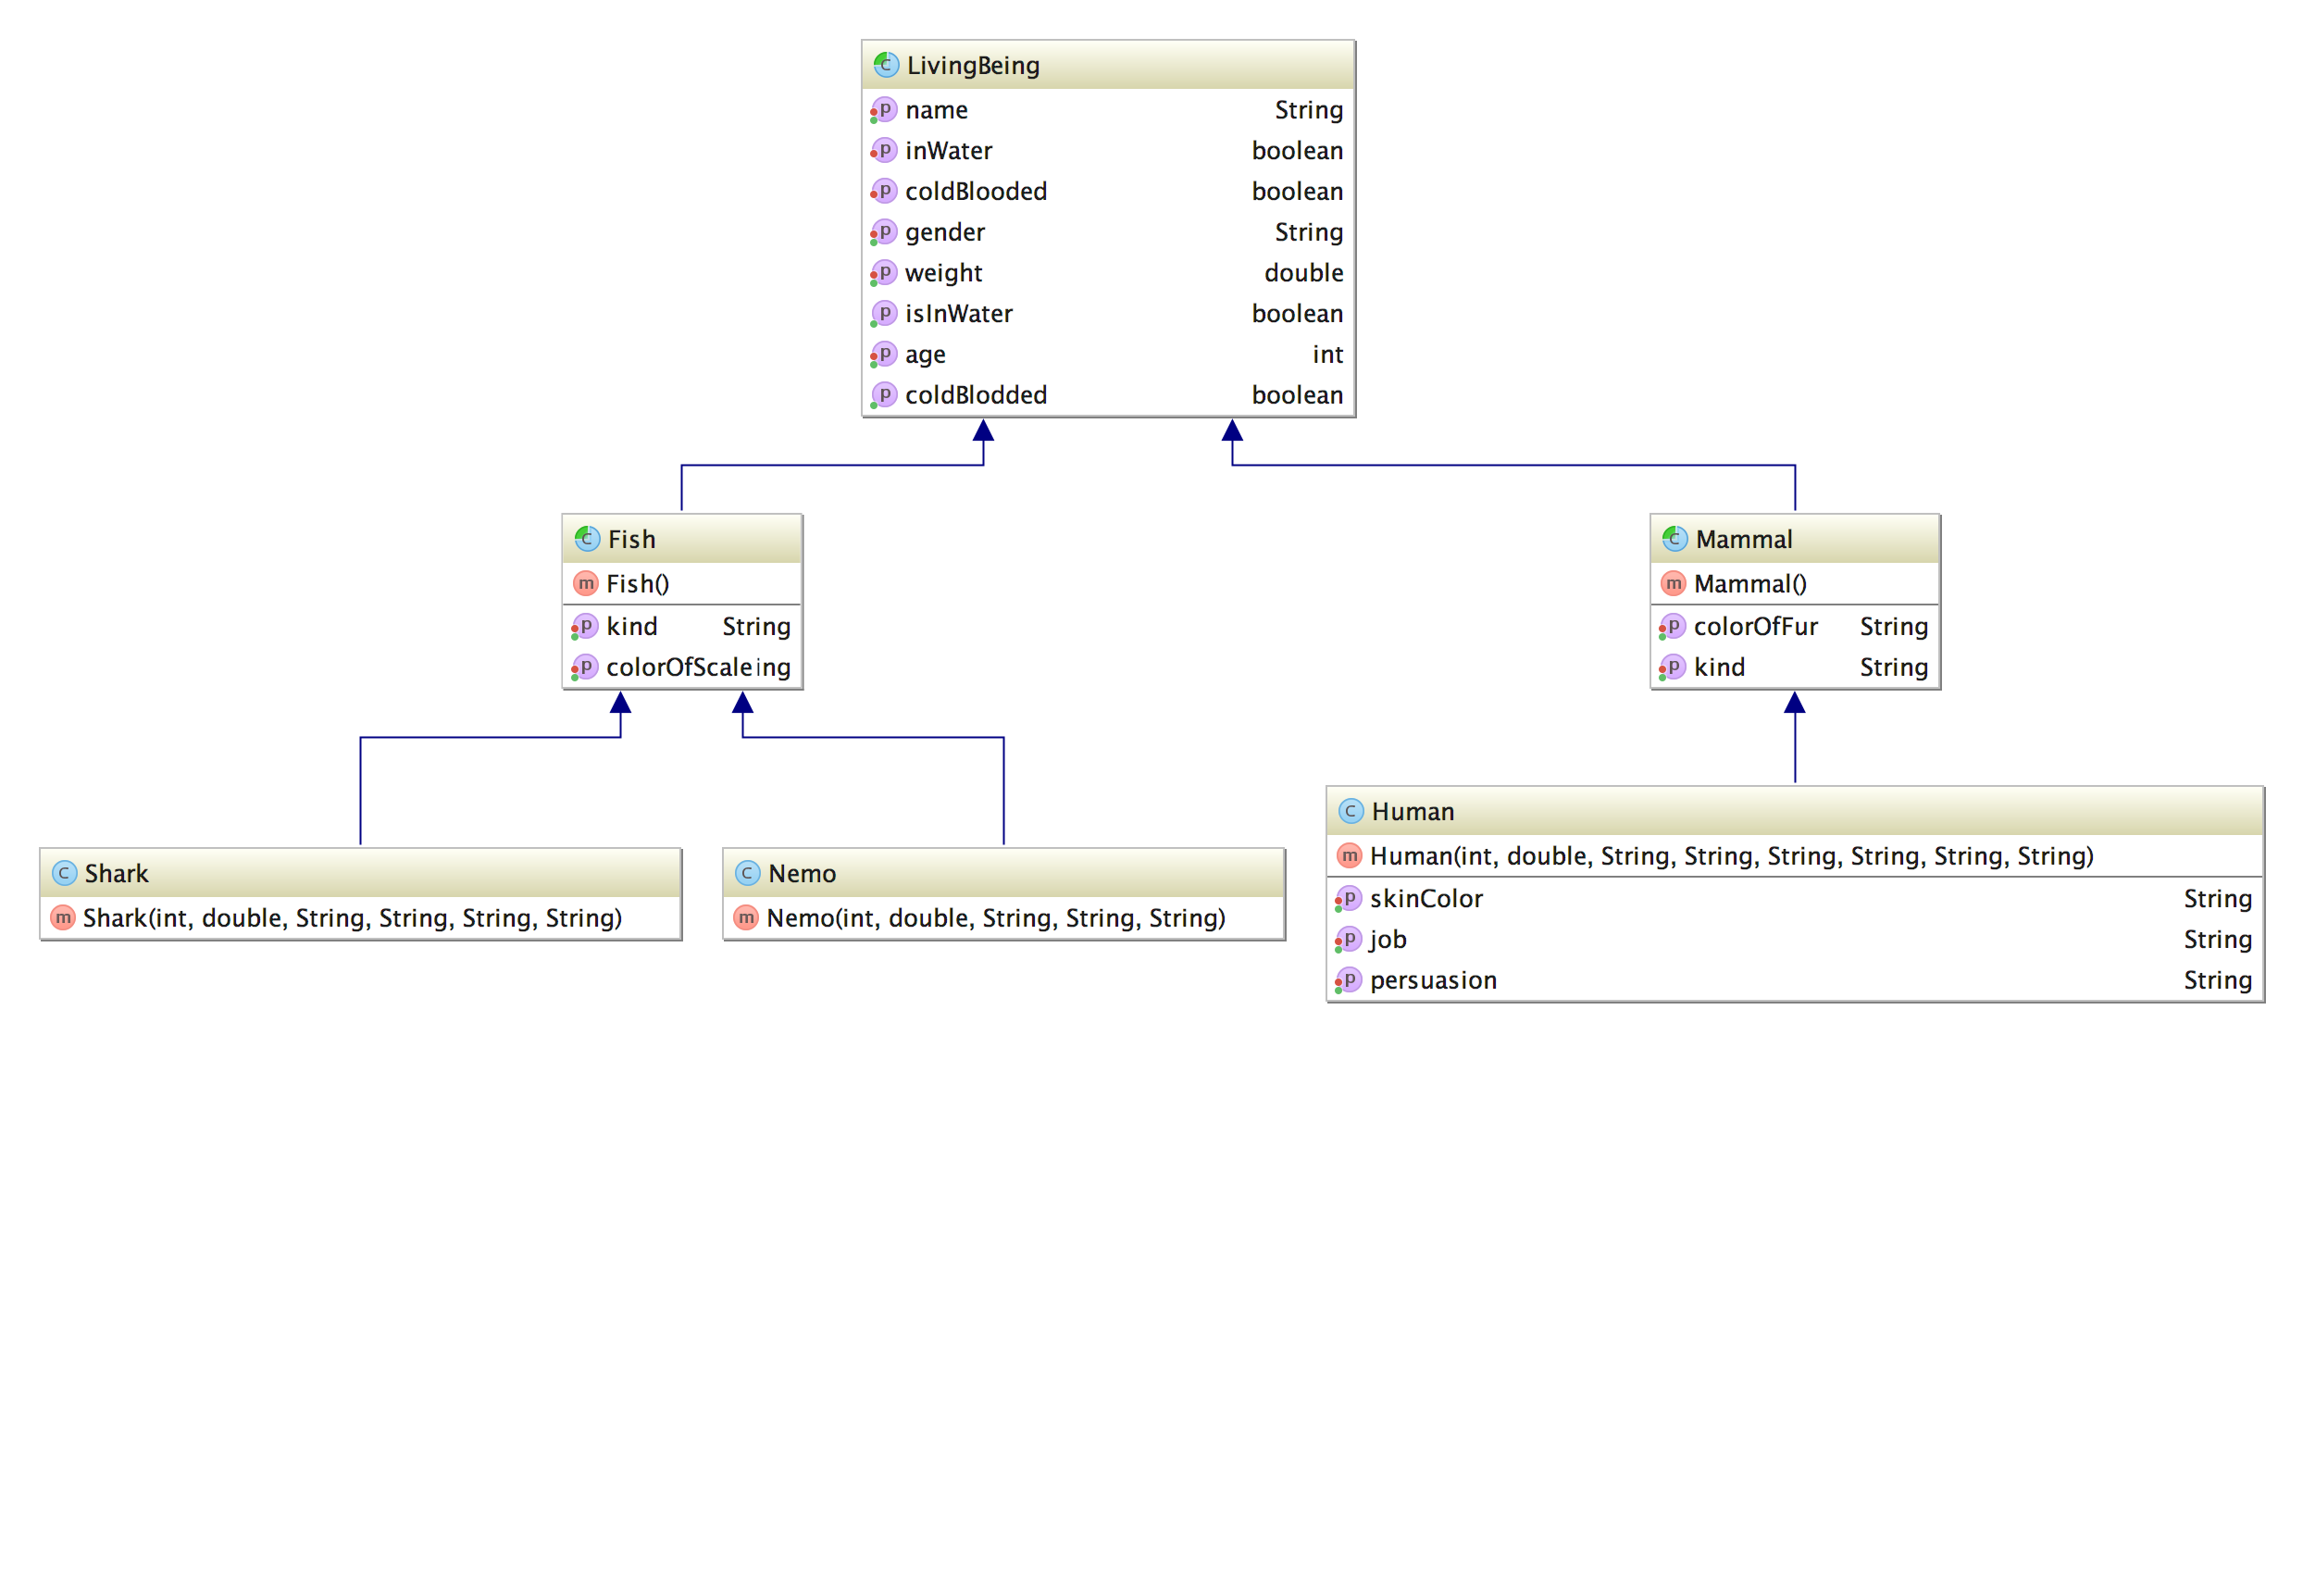 LivingBeing
name String
inWater boolean
coldBlooded boolean
gender String
weight double
isInWater boolean
age int
coldBlodded boolean
Fish
Fish()
kind String
colorOfScaleing
Mammal
Mammal()
colorOfFur String
kind String
Shark
Shark(int, double, String, String, String, String)
Nemo
Nemo(int, double, String, String, String)
Human
Human(int, double, String, String, String, String, String, String)
skinColor String
job String
persuasion String